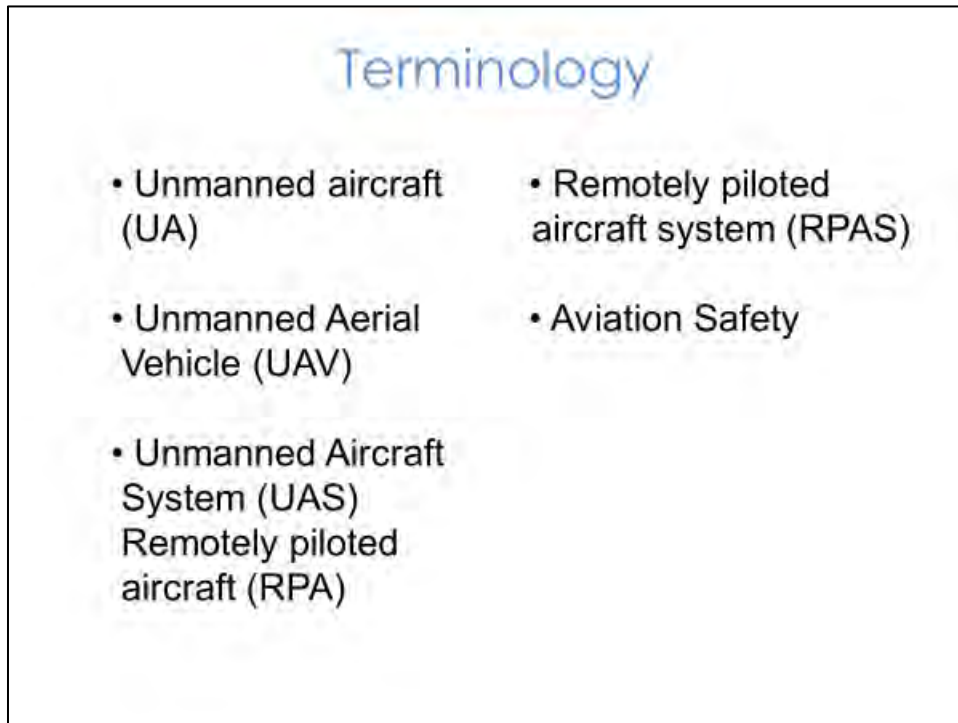 Terminology
• Unmanned aircraft
(UA)
• Unmanned Aerial
Vehicle (UAV)
• Unmanned Aircraft
System (UAS)
Remotely piloted
aircraft (RPA)
• Remotely piloted
aircraft system (RPAS)
• Aviation Safety